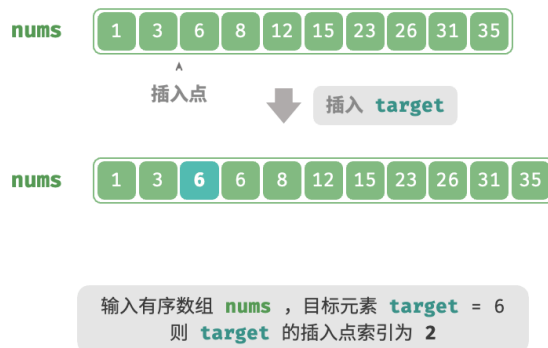 nums 1 3 6 8 12 15 23 26 31 35
插入点
插入 target
nums 1 3 6 6 8 12 15 23 26 31 35
输入有序数组 nums ，目标元素 target = 6
则 target 的插入点索引为 2